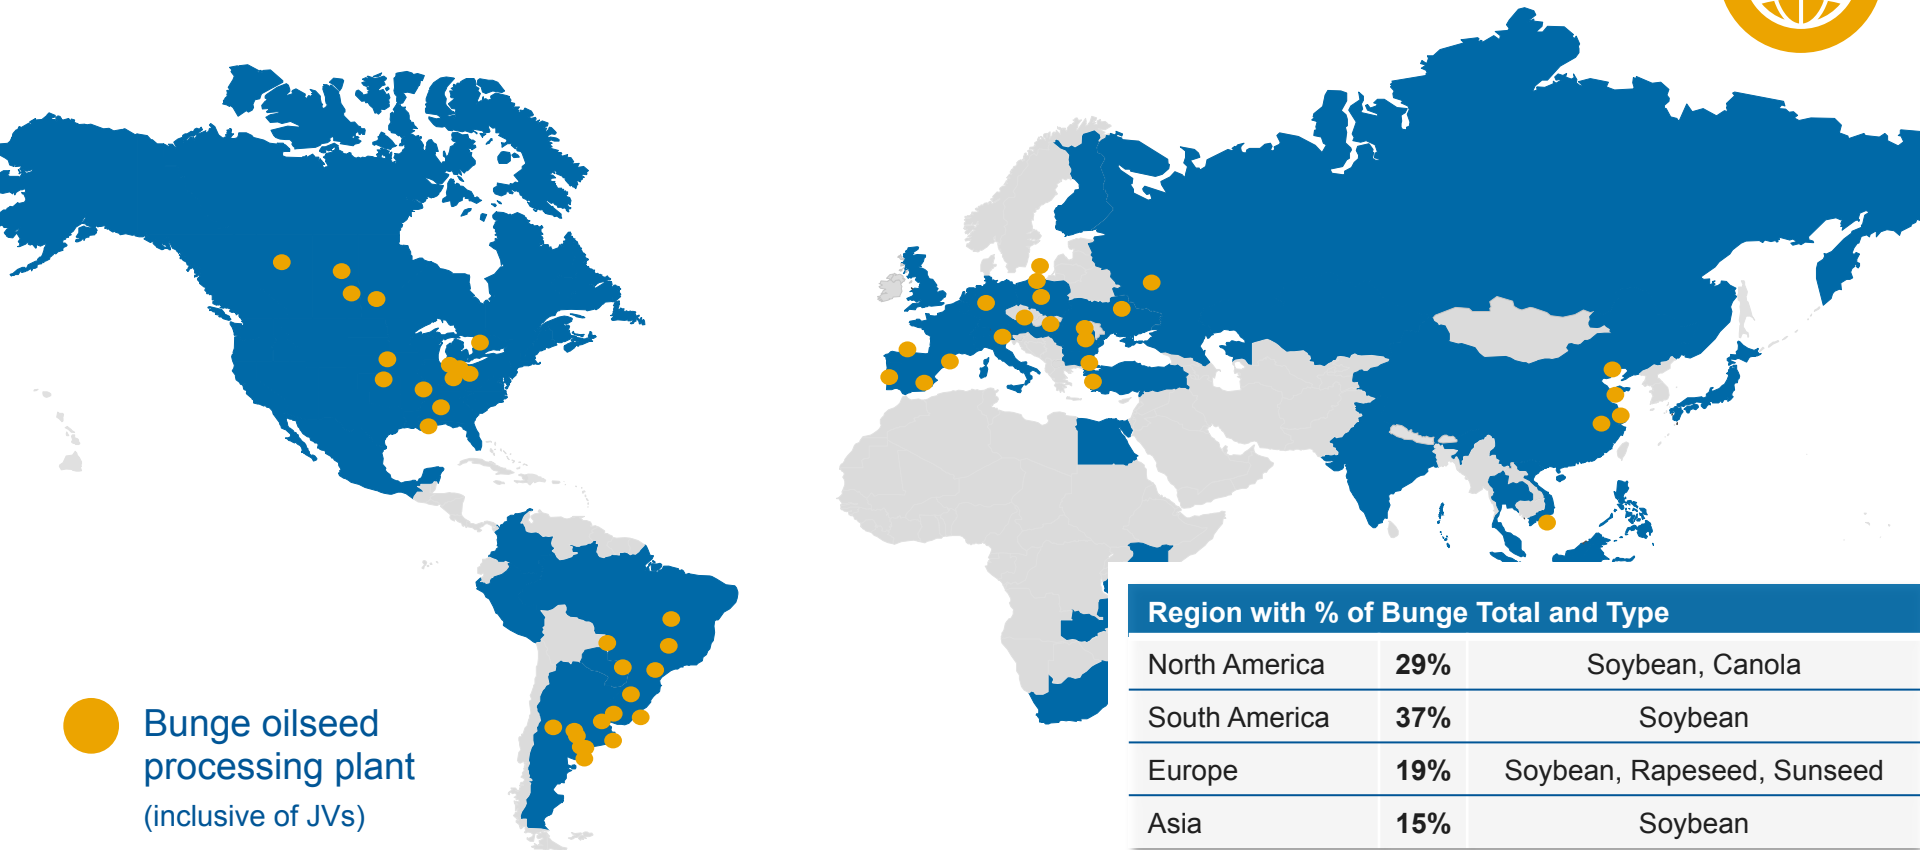 Bunge oilseed
processing plant
(inclusive of JVs)
Region with % of Bunge Total and Type
North America 29% Soybean, Canola
South America 37% Soybean
Europe 19% Soybean, Rapeseed, Sunseed
Asia 15% Soybean